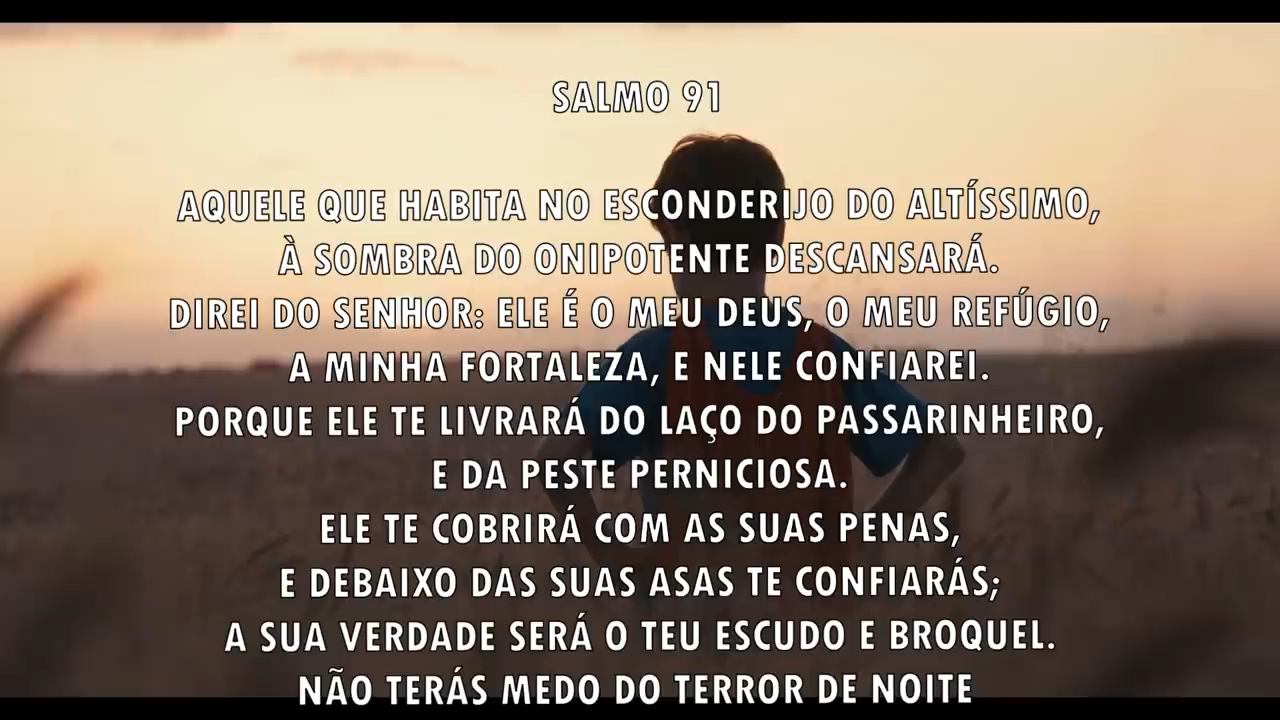 SALMO 91
AQUELE QUE HABITA NO ESCONDERIJO DO ALTÍSSIMO,
À SOMBRA DO ONIPOTENTE DESCANSARÁ.
DIREI DO SENHOR: ELE É O MEU DEUS, O MEU REFÚGIO,
A MINHA FORTALEZA, E NELE CONFIAREI.
PORQUE ELE TE LIVRARÁ DO LAÇO DO PASSARINHEIRO,
E DA PESTE PERNICIOSA.
ELE TE COBRIRÁ COM AS SUAS PENAS,
E DEBAIXO DAS SUAS ASAS TE CONFIARÁS;
A SUA VERDADE SERÁ O TEU ESCUDO E BROQUEL.
NÃO TERÁS MEDO DO TERROR DE NOITE